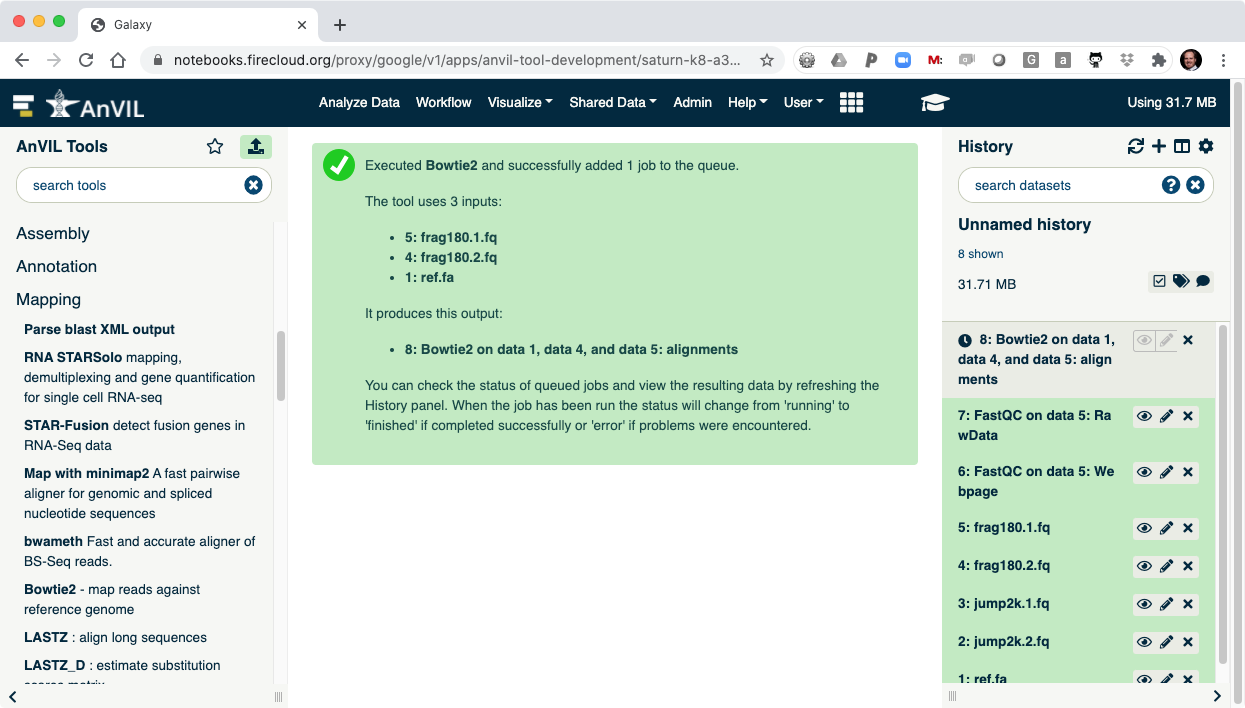 Galaxy
notebooks.firecloud.org/proxy/google/v1/apps/anvil-tool-development/saturn-k8-a3...
AnVIL
Analyze Data Workflow Visualize Shared Data Admin Help User
Using 31.7 MB
AnVIL Tools
search tools
Assembly
Annotation
Mapping
Parse blast XML output
RNA STARSolo mapping,
demultiplexing and gene quantification
for single cell RNA-seq
STAR-Fusion detect fusion genes in
RNA-Seq data
Map with minimap2 A fast pairwise
aligner for genomic and spliced
nucleotide sequences
bwameth Fast and accurate aligner of
BS-Seq reads.
Bowtie2 - map reads against
reference genome
LASTZ : align long sequences
LASTZ_D : estimate substitution
Executed Bowtie2 and successfully added 1 job to the queue.
The tool uses 3 inputs:
• 5: frag180.1.fq
• 4: frag180.2.fq
• 1: ref.fa
It produces this output:
• 8: Bowtie2 on data 1, data 4, and data 5: alignments
You can check the status of queued jobs and view the resulting data by refreshing the
History panel. When the job has been run the status will change from 'running' to
'finished' if completed successfully or 'error' if problems were encountered.
History
search datasets
Unnamed history
8 shown
31.71 MB
8: Bowtie2 on data 1,
data 4, and data 5: align
ments
7: FastQC on data 5: Ra
wData
6: FastQC on data 5: We
bpage
5: frag180.1.fq
4: frag180.2.fq
3: jump2k.1.fq
2: jump2k.2.fq
1: ref.fa